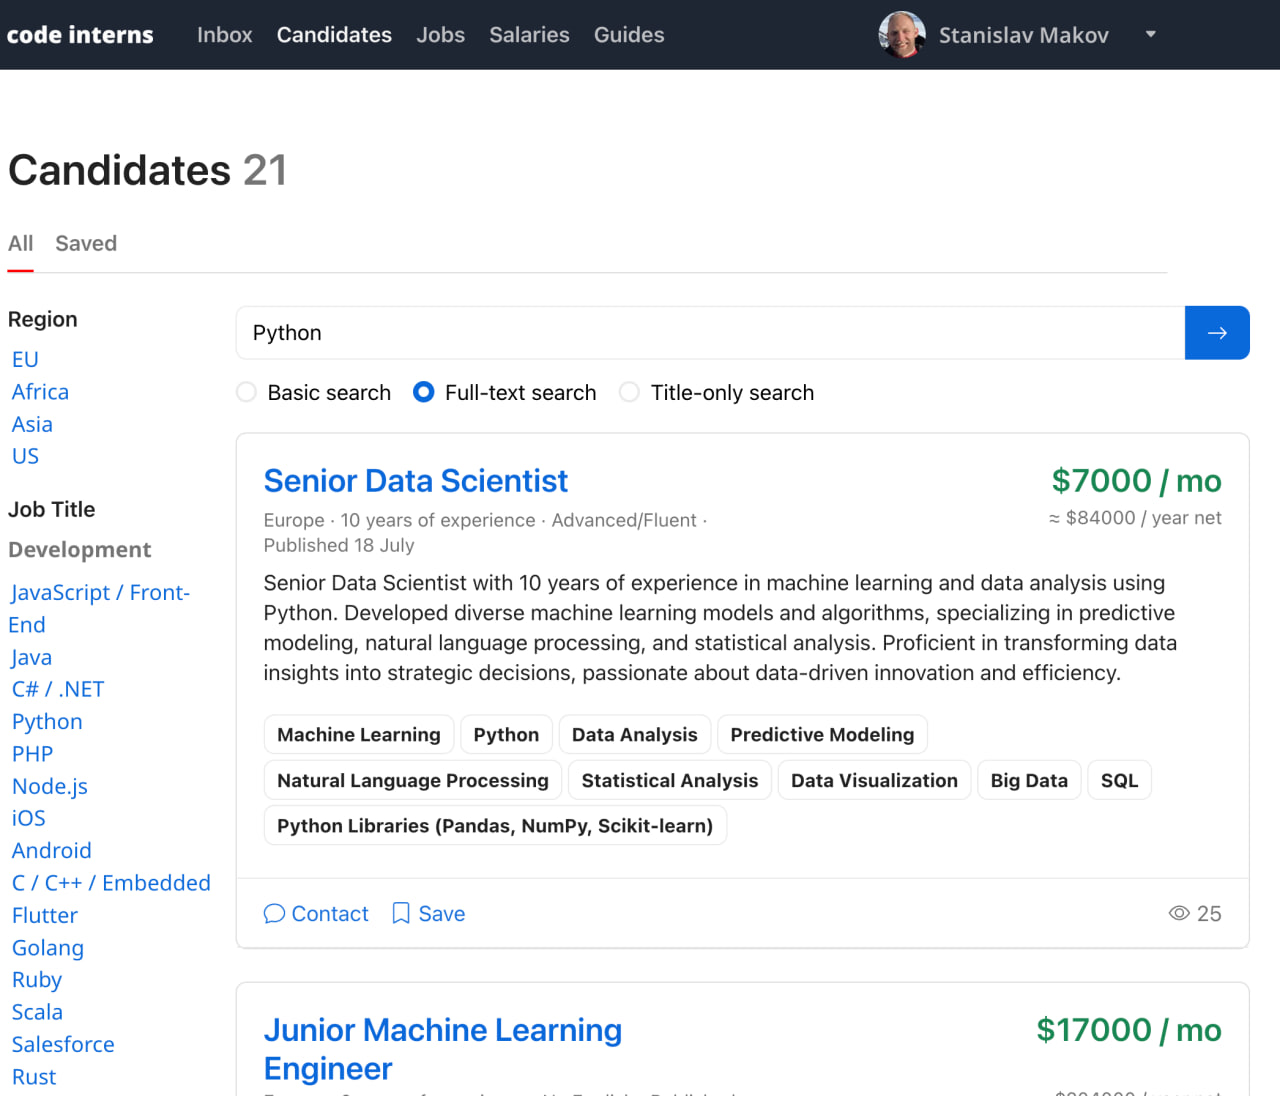 code interns
Inbox Candidates Jobs Salaries Guides
Stanislav Makov
Candidates 21
All Saved
Region
EU
Africa
Asia
US
Job Title
Development
JavaScript / Front-
End
Java
C# / .NET
Python
PHP
Node.js
iOS
Android
C / C++ / Embedded
Flutter
Golang
Ruby
Scala
Salesforce
Rust
Python
Basic search Full-text search Title-only search
Senior Data Scientist
$7000 / mo
Europe · 10 years of experience · Advanced/Fluent ·
Published 18 July
≈ $84000 / year net
Senior Data Scientist with 10 years of experience in machine learning and data analysis using
Python. Developed diverse machine learning models and algorithms, specializing in predictive
modeling, natural language processing, and statistical analysis. Proficient in transforming data
insights into strategic decisions, passionate about data-driven innovation and efficiency.
Machine Learning Python Data Analysis Predictive Modeling
Natural Language Processing Statistical Analysis Data Visualization Big Data SQL
Python Libraries (Pandas, NumPy, Scikit-learn)
Contact Save 25
Junior Machine Learning
Engineer
$17000 / mo